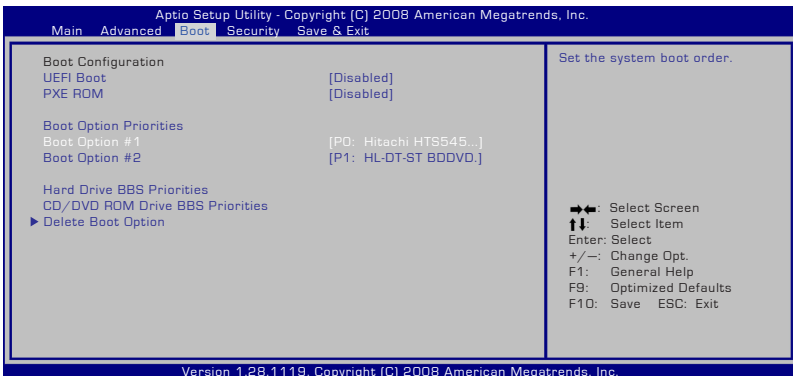 Aptio Setup Utility - Copyright (C) 2008 American Megatrends, Inc.
Main Advanced Boot Security Save & Exit
Boot Configuration
UEFI Boot [Disabled]
PXE ROM [Disabled]
Boot Option Priorities
Boot Option #1 [P0: Hitachi HTS545...]
Boot Option #2 [P1: HL-DT-ST BDDVD.]
Hard Drive BBS Priorities
CD/DVD ROM Drive BBS Priorities
Delete Boot Option
Set the system boot order.
: Select Screen
: Select Item
Enter: Select
+/—: Change Opt.
F1: General Help
F9: Optimized Defaults
F10: Save ESC: Exit
Version 1.28.1119. Copyright (C) 2008 American Megatrends, Inc.